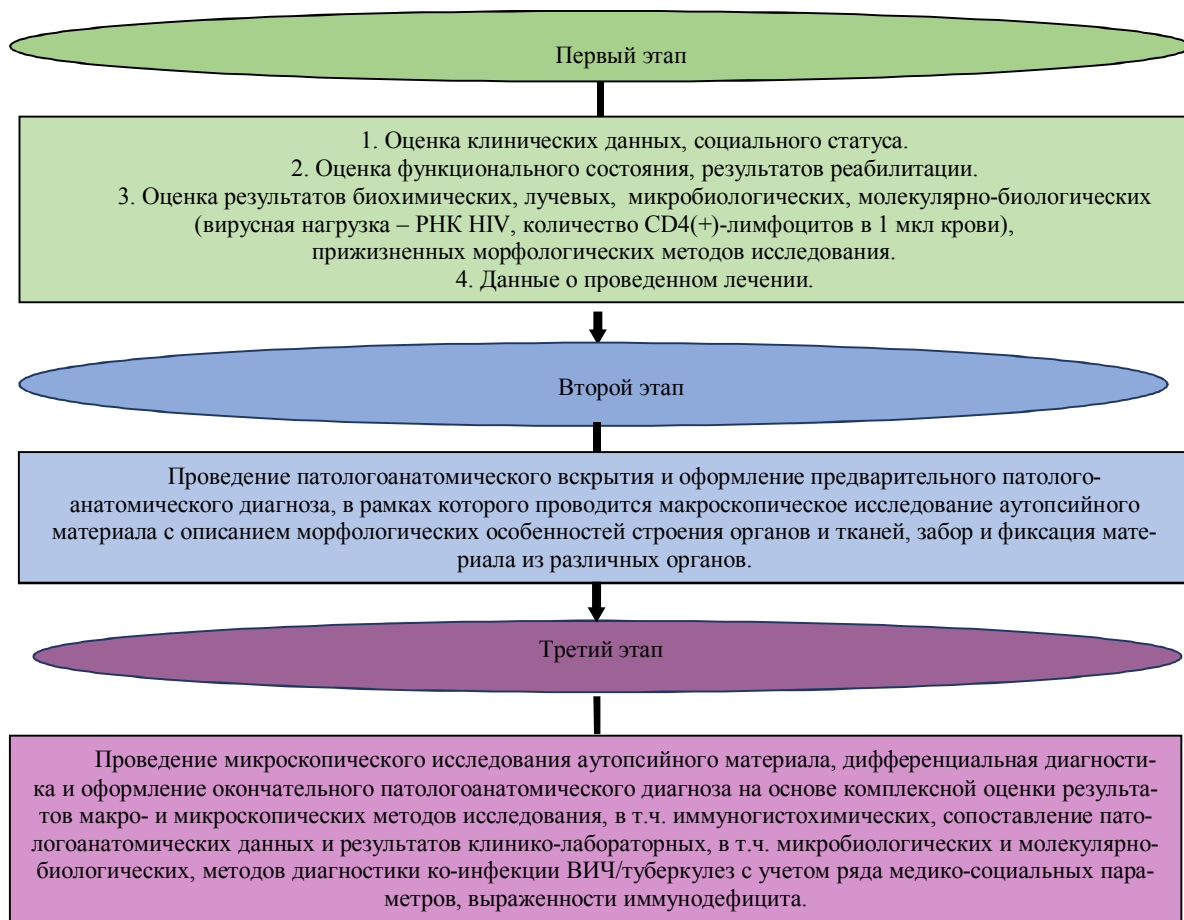 Первый этап
1. Оценка клинических данных, социального статуса.
2. Оценка функционального состояния, результатов реабилитации.
3. Оценка результатов биохимических, лучевых, микробиологических, молекулярно-биологических
(вирусная нагрузка – РНК HIV, количество CD4(+)-лимфоцитов в 1 мкл крови),
прижизненных морфологических методов исследования.
4. Данные о проведенном лечении.
Второй этап
Проведение патологоанатомического вскрытия и оформление предварительного патолого-
анатомического диагноза, в рамках которого проводится макроскопическое исследование аутопсийного
материала с описанием морфологических особенностей строения органов и тканей, забор и фиксация мате-
риала из различных органов.
Третий этап
Проведение микроскопического исследования аутопсийного материала, дифференциальная диагности-
ка и оформление окончательного патологоанатомического диагноза на основе комплексной оценки результа-
тов макро- и микроскопических методов исследования, в т.ч. иммуногистохимических, сопоставление пато-
логоанатомических данных и результатов клинико-лабораторных, в т.ч. микробиологических и молекулярно-
биологических, методов диагностики ко-инфекции ВИЧ/туберкулез с учетом ряда медико-социальных пара-
метров, выраженности иммунодефицита.